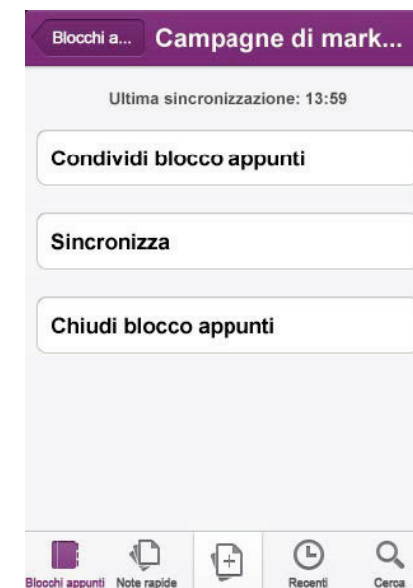 Blocchi a... Campagne di mark...
Ultima sincronizzazione: 13:59
Condividi blocco appunti
Sincronizza
Chiudi blocco appunti
Blocchi appunti Note rapide Recenti Cerca